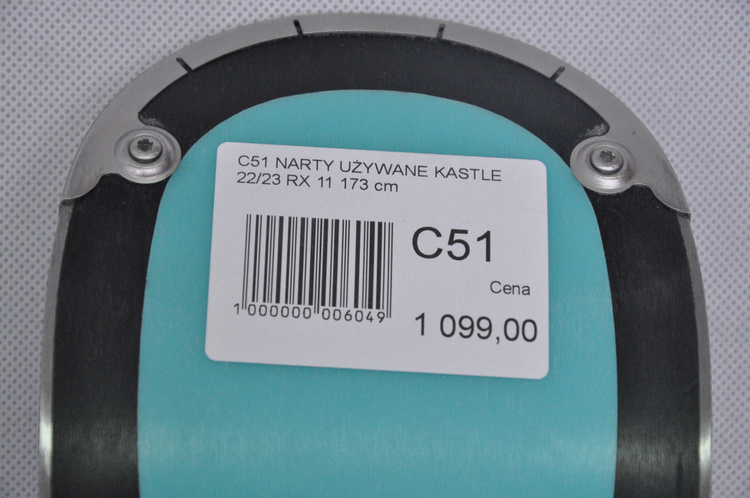 C51 NARTY UŻYWANE KASTLE
22/23 RX 11 173 cm
C51
Cena
1 000000 006049
1 099,00